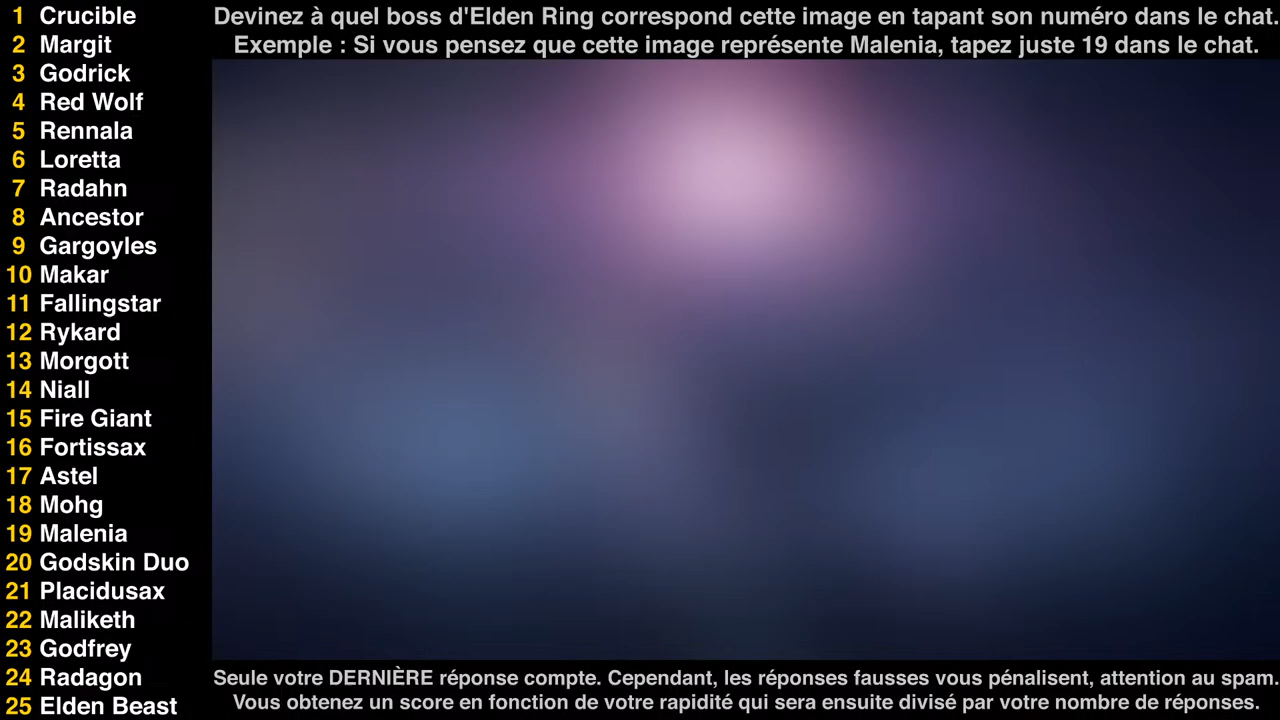 Devinez à quel boss d'Elden Ring correspond cette image en tapant son numéro dans le chat.
Exemple : Si vous pensez que cette image représente Malenia, tapez juste 19 dans le chat.
1 Crucible
2 Margit
3 Godrick
4 Red Wolf
5 Rennala
6 Loretta
7 Radahn
8 Ancestor
9 Gargoyles
10 Makar
11 Fallingstar
12 Rykard
13 Morgott
14 Niall
15 Fire Giant
16 Fortissax
17 Astel
18 Mohg
19 Malenia
20 Godskin Duo
21 Placidusax
22 Maliketh
23 Godfrey
24 Radagon
25 Elden Beast
Seule votre DERNIÈRE réponse compte. Cependant, les réponses fausses vous pénalisent, attention au spam.
Vous obtenez un score en fonction de votre rapidité qui sera ensuite divisé par votre nombre de réponses.